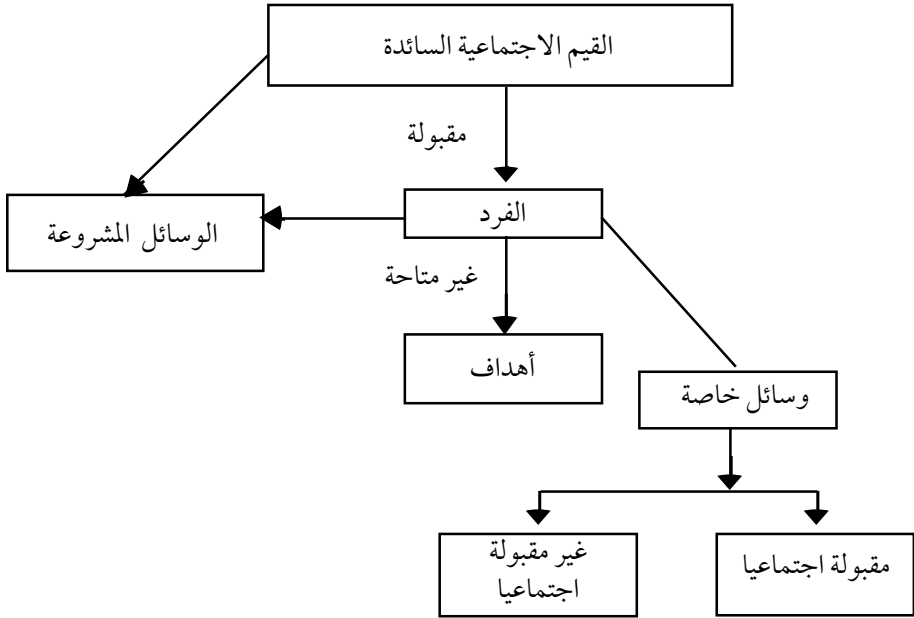 القيم الاجتماعية السائدة
مقبولة
الفرد
الوسائل المشروعة
غير متاحة
أهداف
وسائل خاصة
مقبولة اجتماعيا
غير مقبولة
اجتماعيا